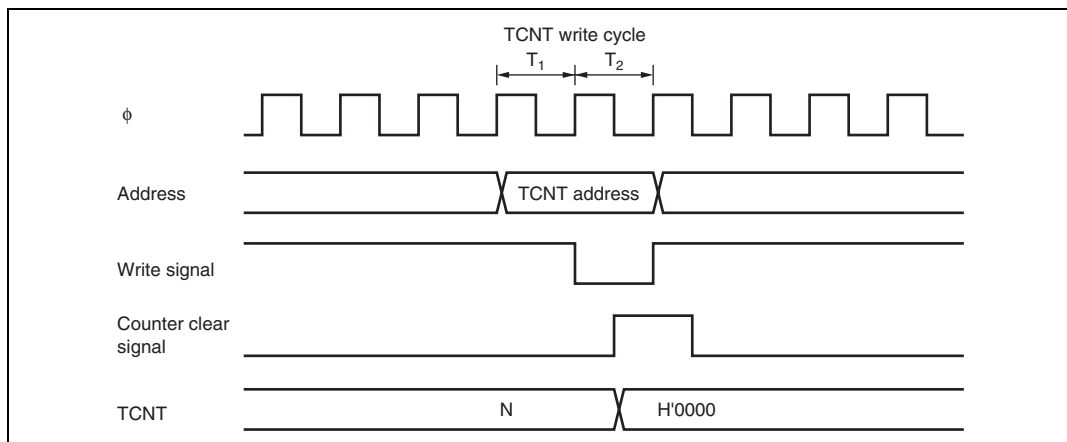 TCNT write cycle
T₁ T₂
ϕ
Address
TCNT address
Write signal
Counter clear
signal
TCNT
N
H'0000